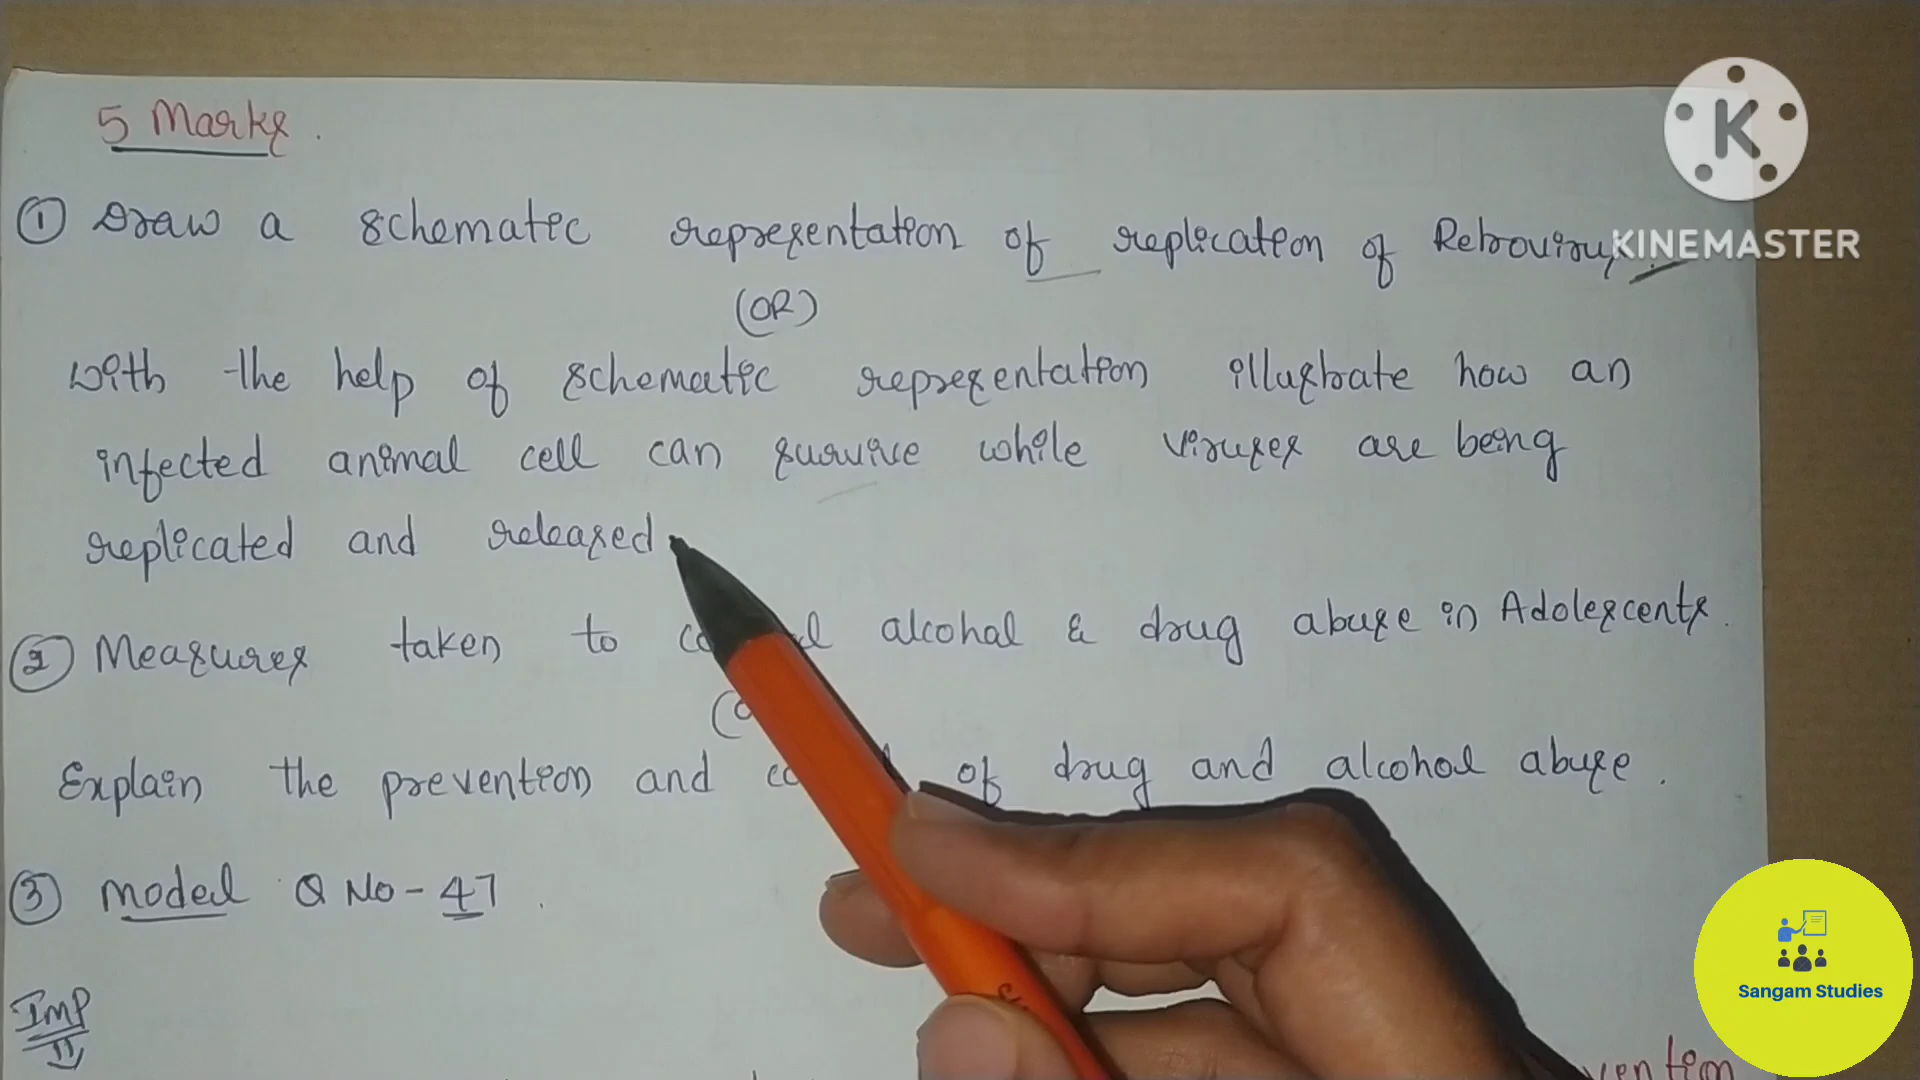 5 Marks.
① Draw a schematic representation of replication of Retrovirus.
(OR)
With the help of schematic representation illustrate how an
infected animal cell can survive while viruses are being
replicated and released
② Measures taken to alcohal & drug abuse in Adolescents.
Explain the prevention and of drug and alcohol abuse.
③ model Q No - 47.
Imp
KINEMASTER
Sangam Studies